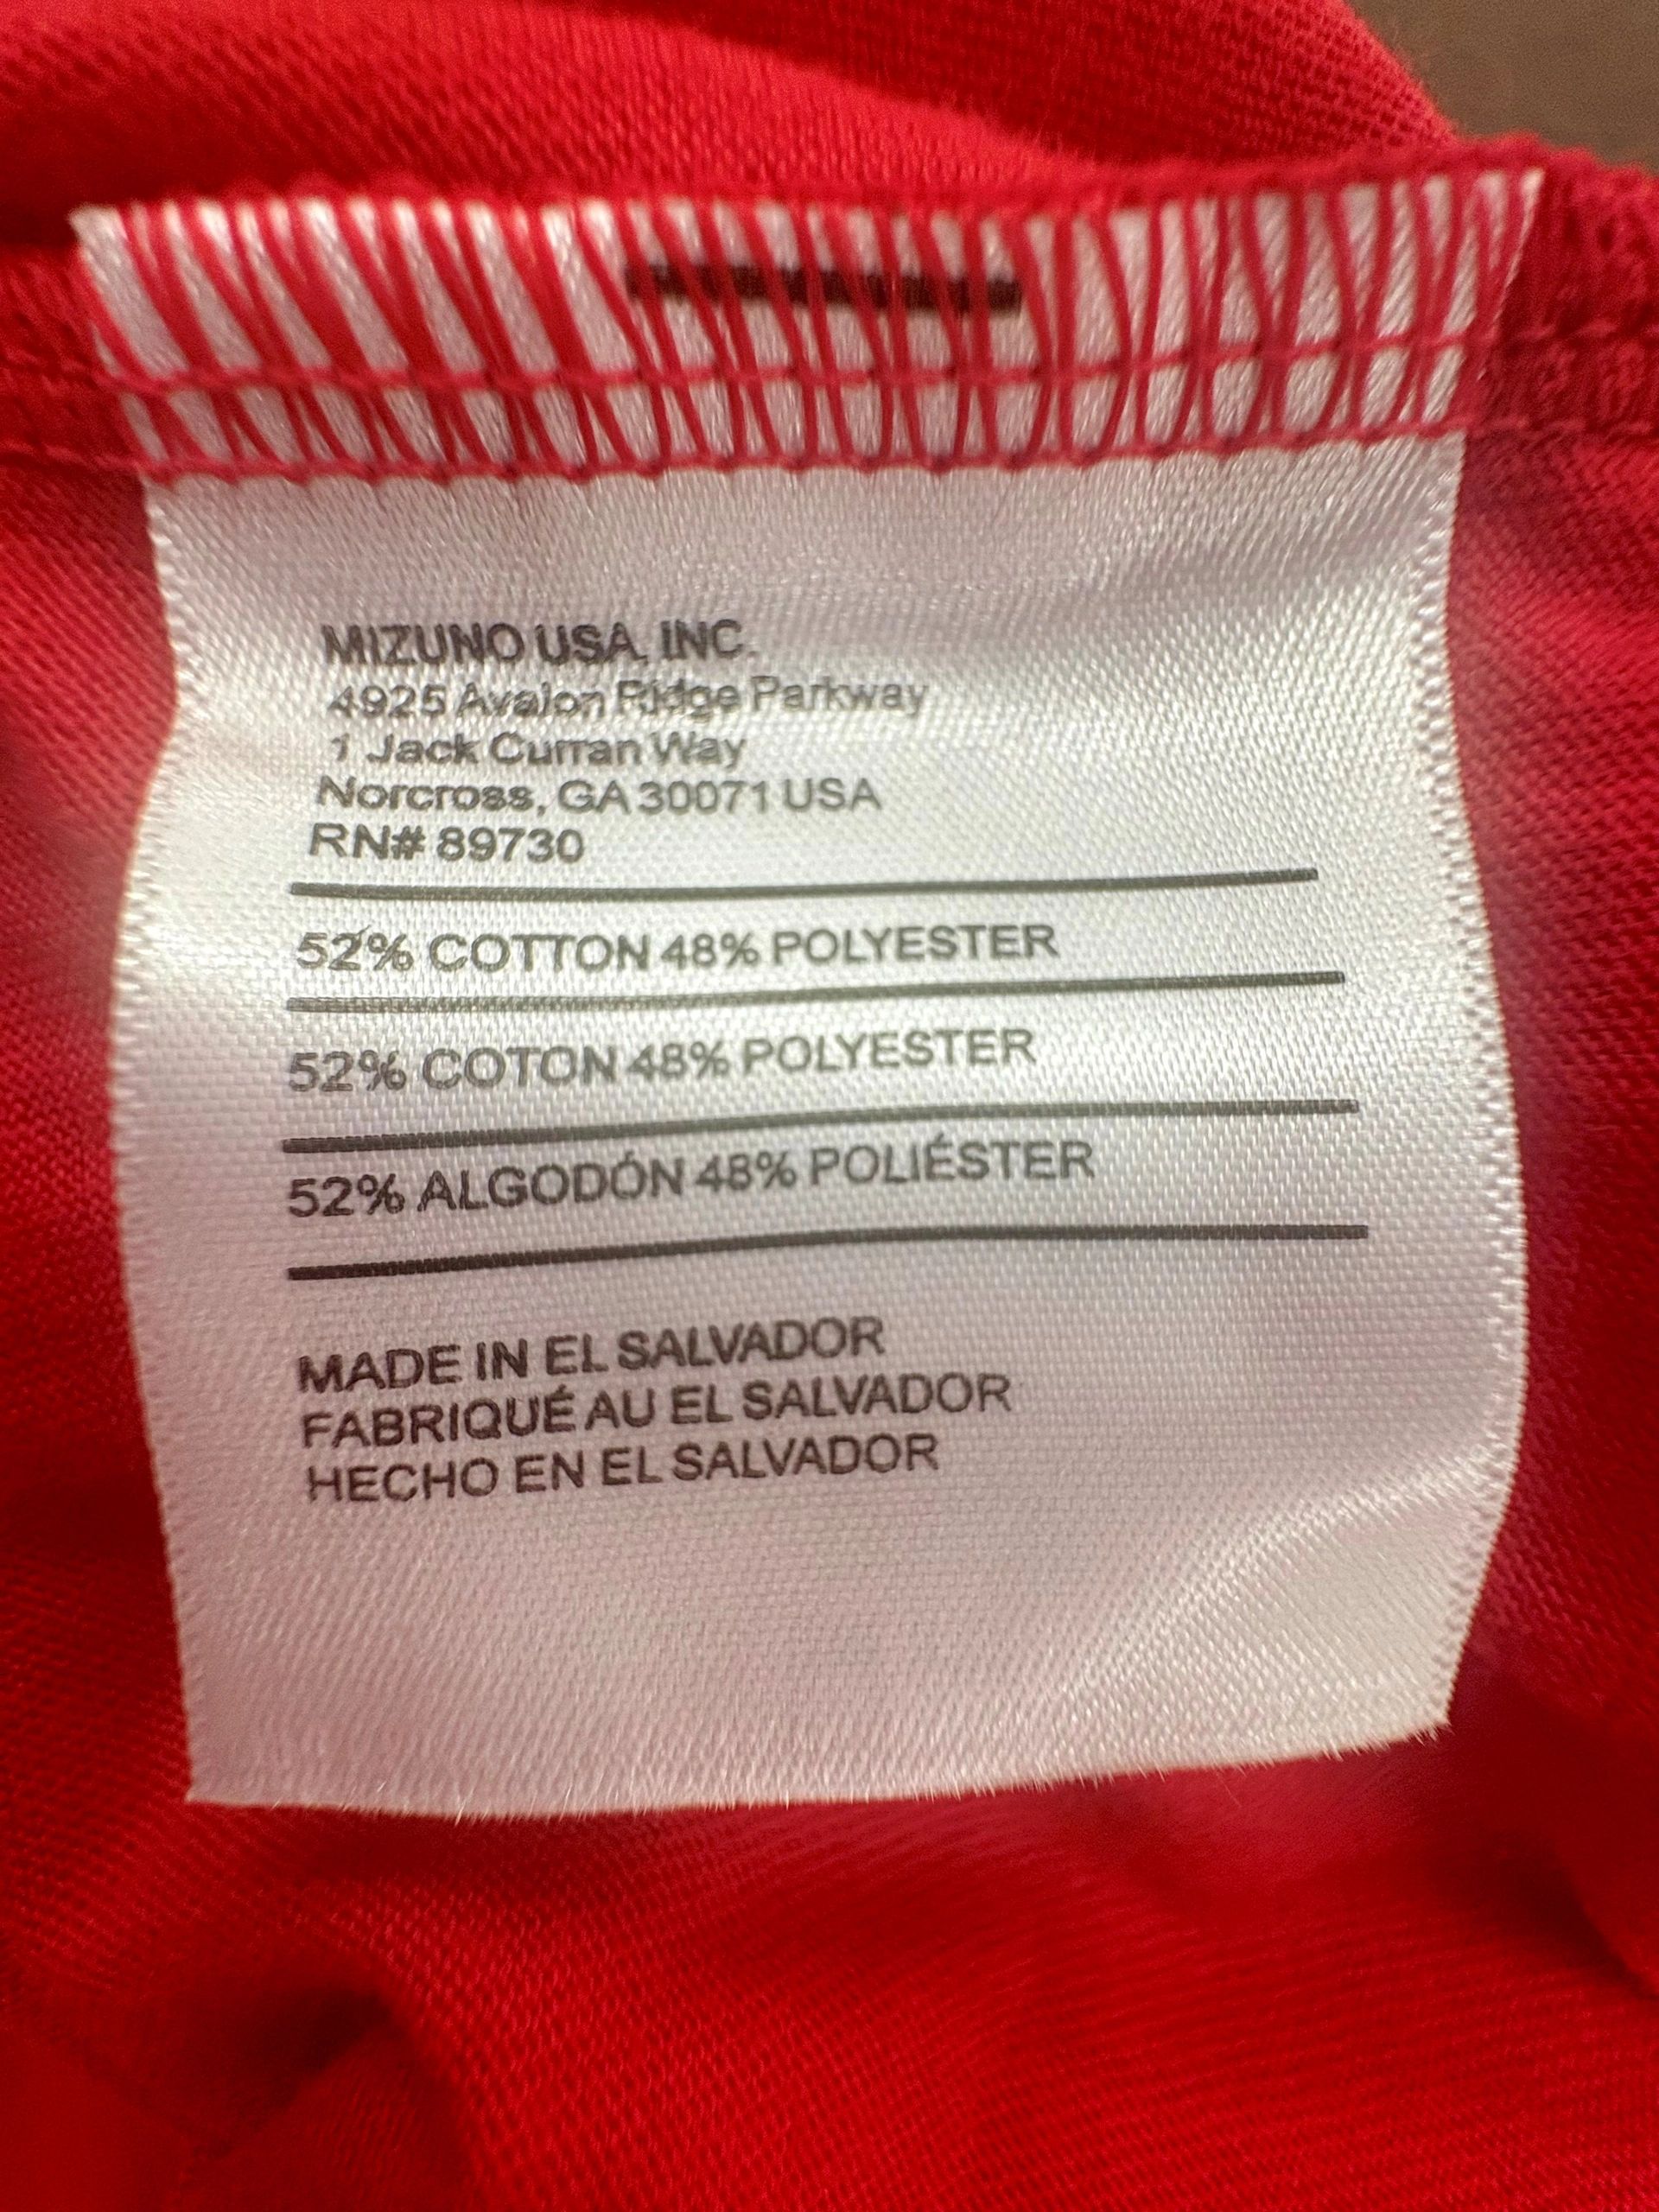 MIZUNO USA, INC.
4925 Avalon Ridge Parkway
1 Jack Curran Way
Norcross, GA 30071 USA
RN# 89730
52% COTTON 48% POLYESTER
52% COTON 48% POLYESTER
52% ALGODÓN 48% POLIÉSTER
MADE IN EL SALVADOR
FABRIQUÉ AU EL SALVADOR
HECHO EN EL SALVADOR